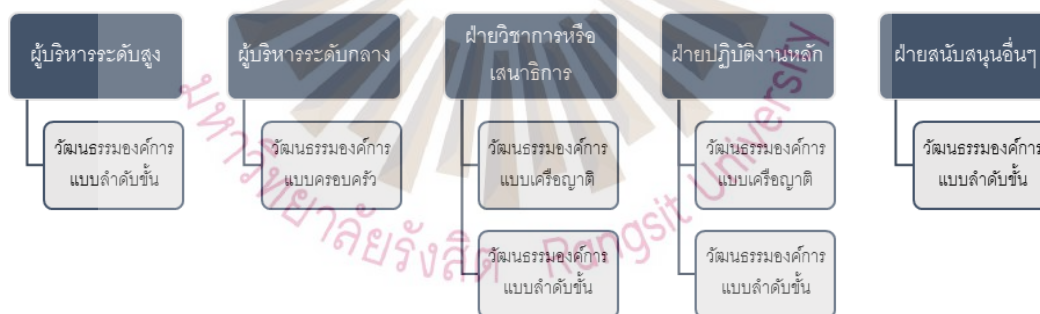 ผู้บริหารระดับสูง
วัฒนธรรมองค์การ
แบบลำดับขั้น
ผู้บริหารระดับกลาง
วัฒนธรรมองค์การ
แบบครอบครัว
ฝ่ายวิชาการหรือ
เสนาธิการ
วัฒนธรรมองค์การ
แบบเครือญาติ
วัฒนธรรมองค์การ
แบบลำดับขั้น
ฝ่ายปฏิบัติงานหลัก
วัฒนธรรมองค์การ
แบบเครือญาติ
วัฒนธรรมองค์การ
แบบลำดับขั้น
ฝ่ายสนับสนุนอื่นๆ
วัฒนธรรมองค์การ
แบบลำดับขั้น
มหาวิทยาลัยรังสิต Rangsit University